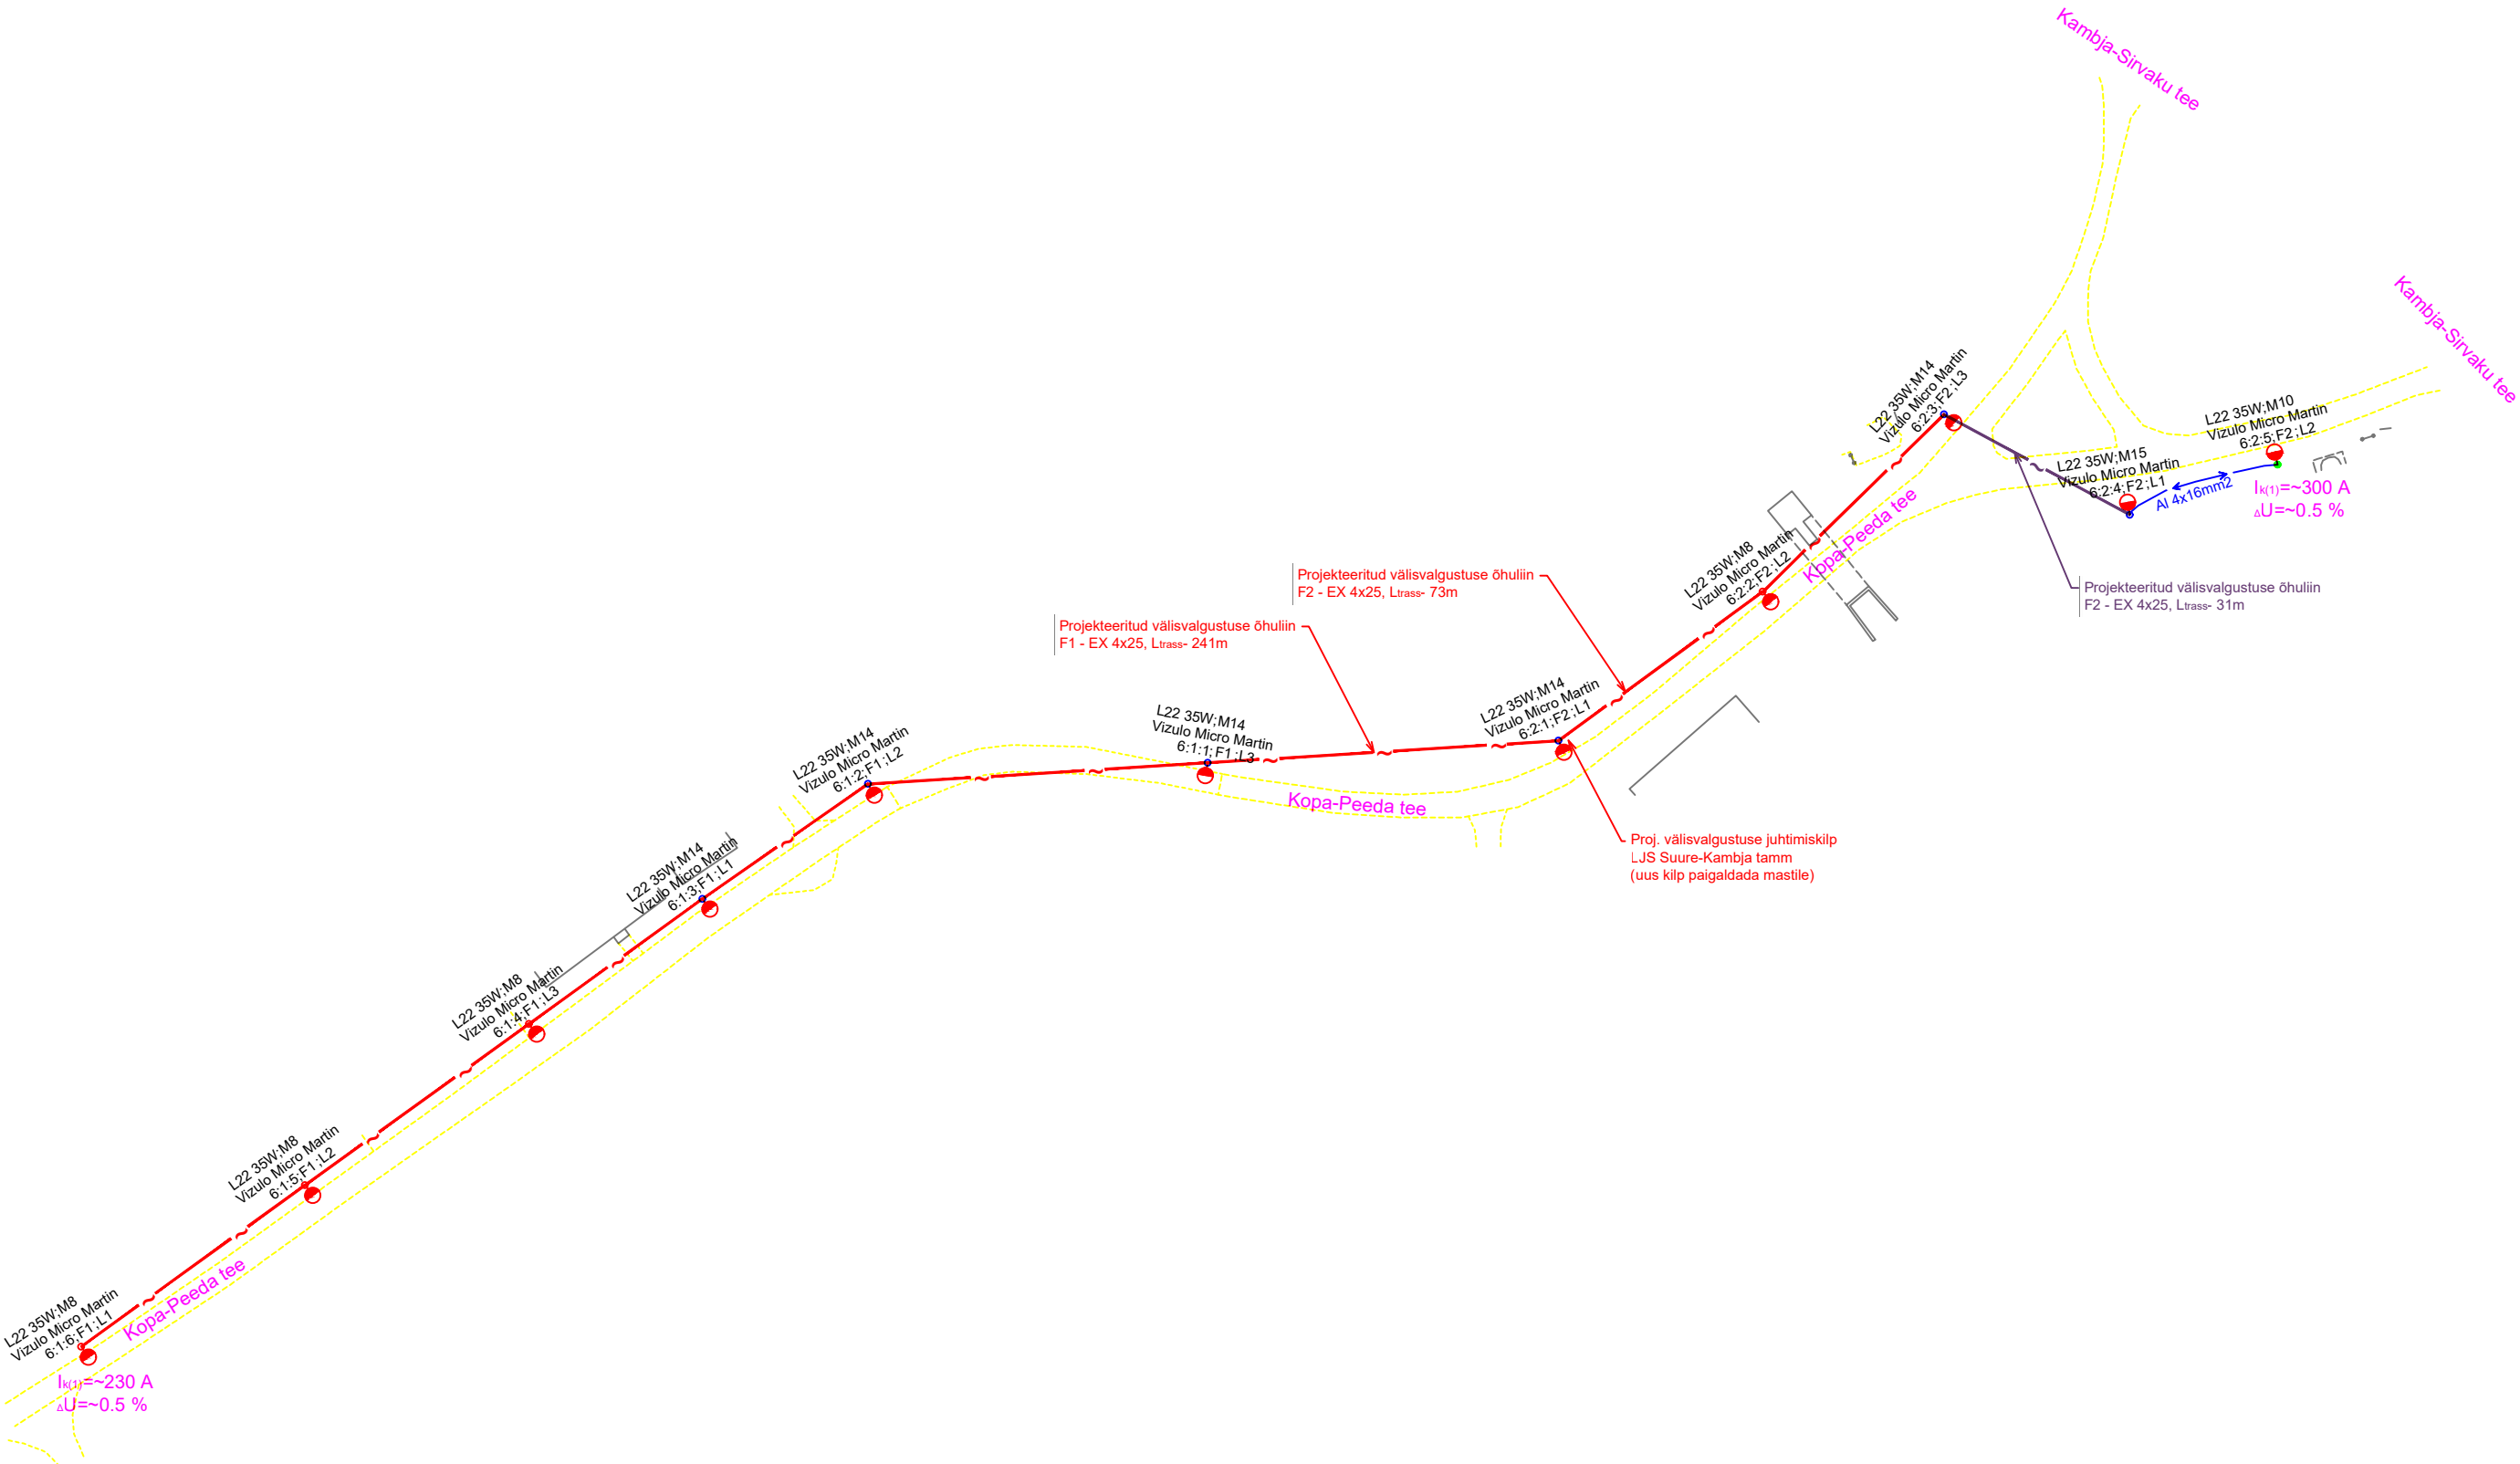 Kambja-Sirvaku tee
Kambja-Sirvaku tee
L22 35W;M14
Vizulo Micro Martin
6:2:3;F2;L3
L22 35W;M10
Vizulo Micro Martin
6:2:5;F2;L2
L22 35W;M15
Vizulo Micro Martin
6:2:4;F2;L1
Al 4x16mm2
Ik(1)=~300 A
ΔU=~0.5 %
Kopa-Peeda tee
L22 35W;M8
Vizulo Micro Martin
6:2:2;F2;L2
Projekteeritud välisvalgustuse õhuliin
F2 - EX 4x25, Ltrass- 73m
Projekteeritud välisvalgustuse õhuliin
F2 - EX 4x25, Ltrass- 31m
Projekteeritud välisvalgustuse õhuliin
F1 - EX 4x25, Ltrass- 241m
L22 35W;M14
Vizulo Micro Martin
6:2:1;F2;L1
L22 35W;M14
Vizulo Micro Martin
6:1:1;F1;L3
L22 35W;M14
Vizulo Micro Martin
6:1:2;F1;L2
Kopa-Peeda tee
Proj. välisvalgustuse juhtimiskilp
LJS Suure-Kambja tamm
(uus kilp paigaldada mastile)
L22 35W;M14
Vizulo Micro Martin
6:1:3;F1;L1
L22 35W;M8
Vizulo Micro Martin
6:1:4;F1;L3
L22 35W;M8
Vizulo Micro Martin
6:1:5;F1;L2
Kopa-Peeda tee
L22 35W;M8
Vizulo Micro Martin
6:1:6;F1;L1
Ik(1)=~230 A
ΔU=~0.5 %